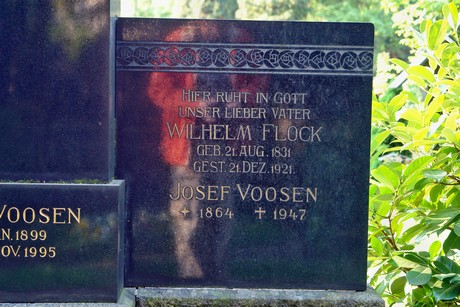 HIER RUHT IN GOTT
UNSER LIEBER VATER
WILHELM FLOCK
GEB. 21. AUG. 1831
GEST. 21. DEZ. 1921.
JOSEF VOOSEN
1864 1947
VOOSEN
N. 1899
OV. 1995